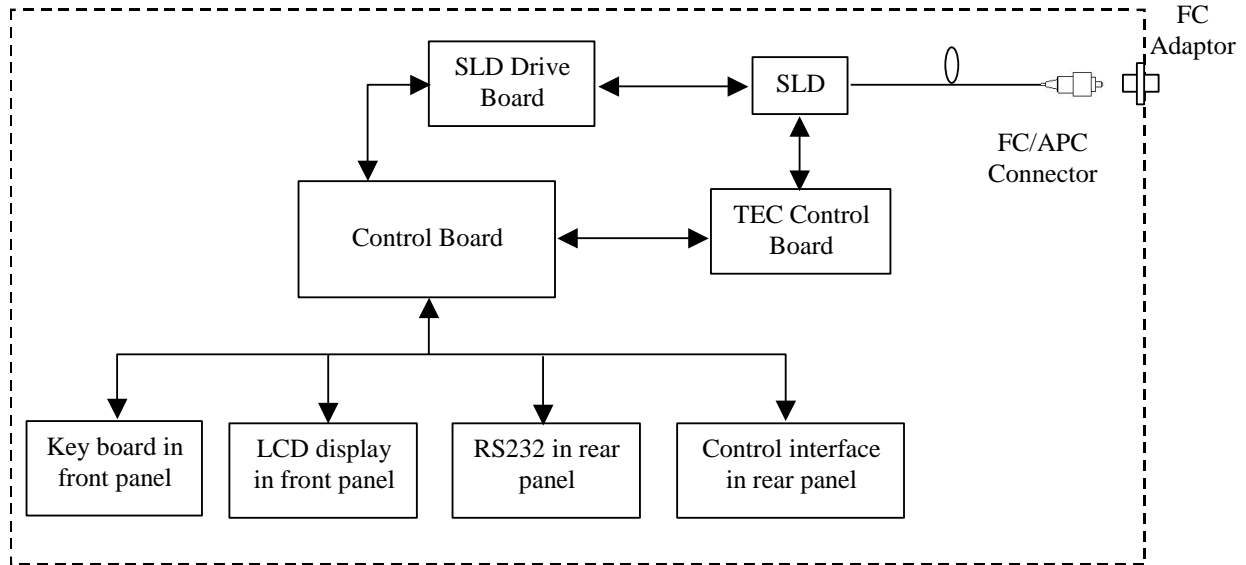 FC
Adaptor
SLD Drive
Board
SLD
FC/APC
Connector
Control Board
TEC Control
Board
Key board in
front panel
LCD display
in front panel
RS232 in rear
panel
Control interface
in rear panel